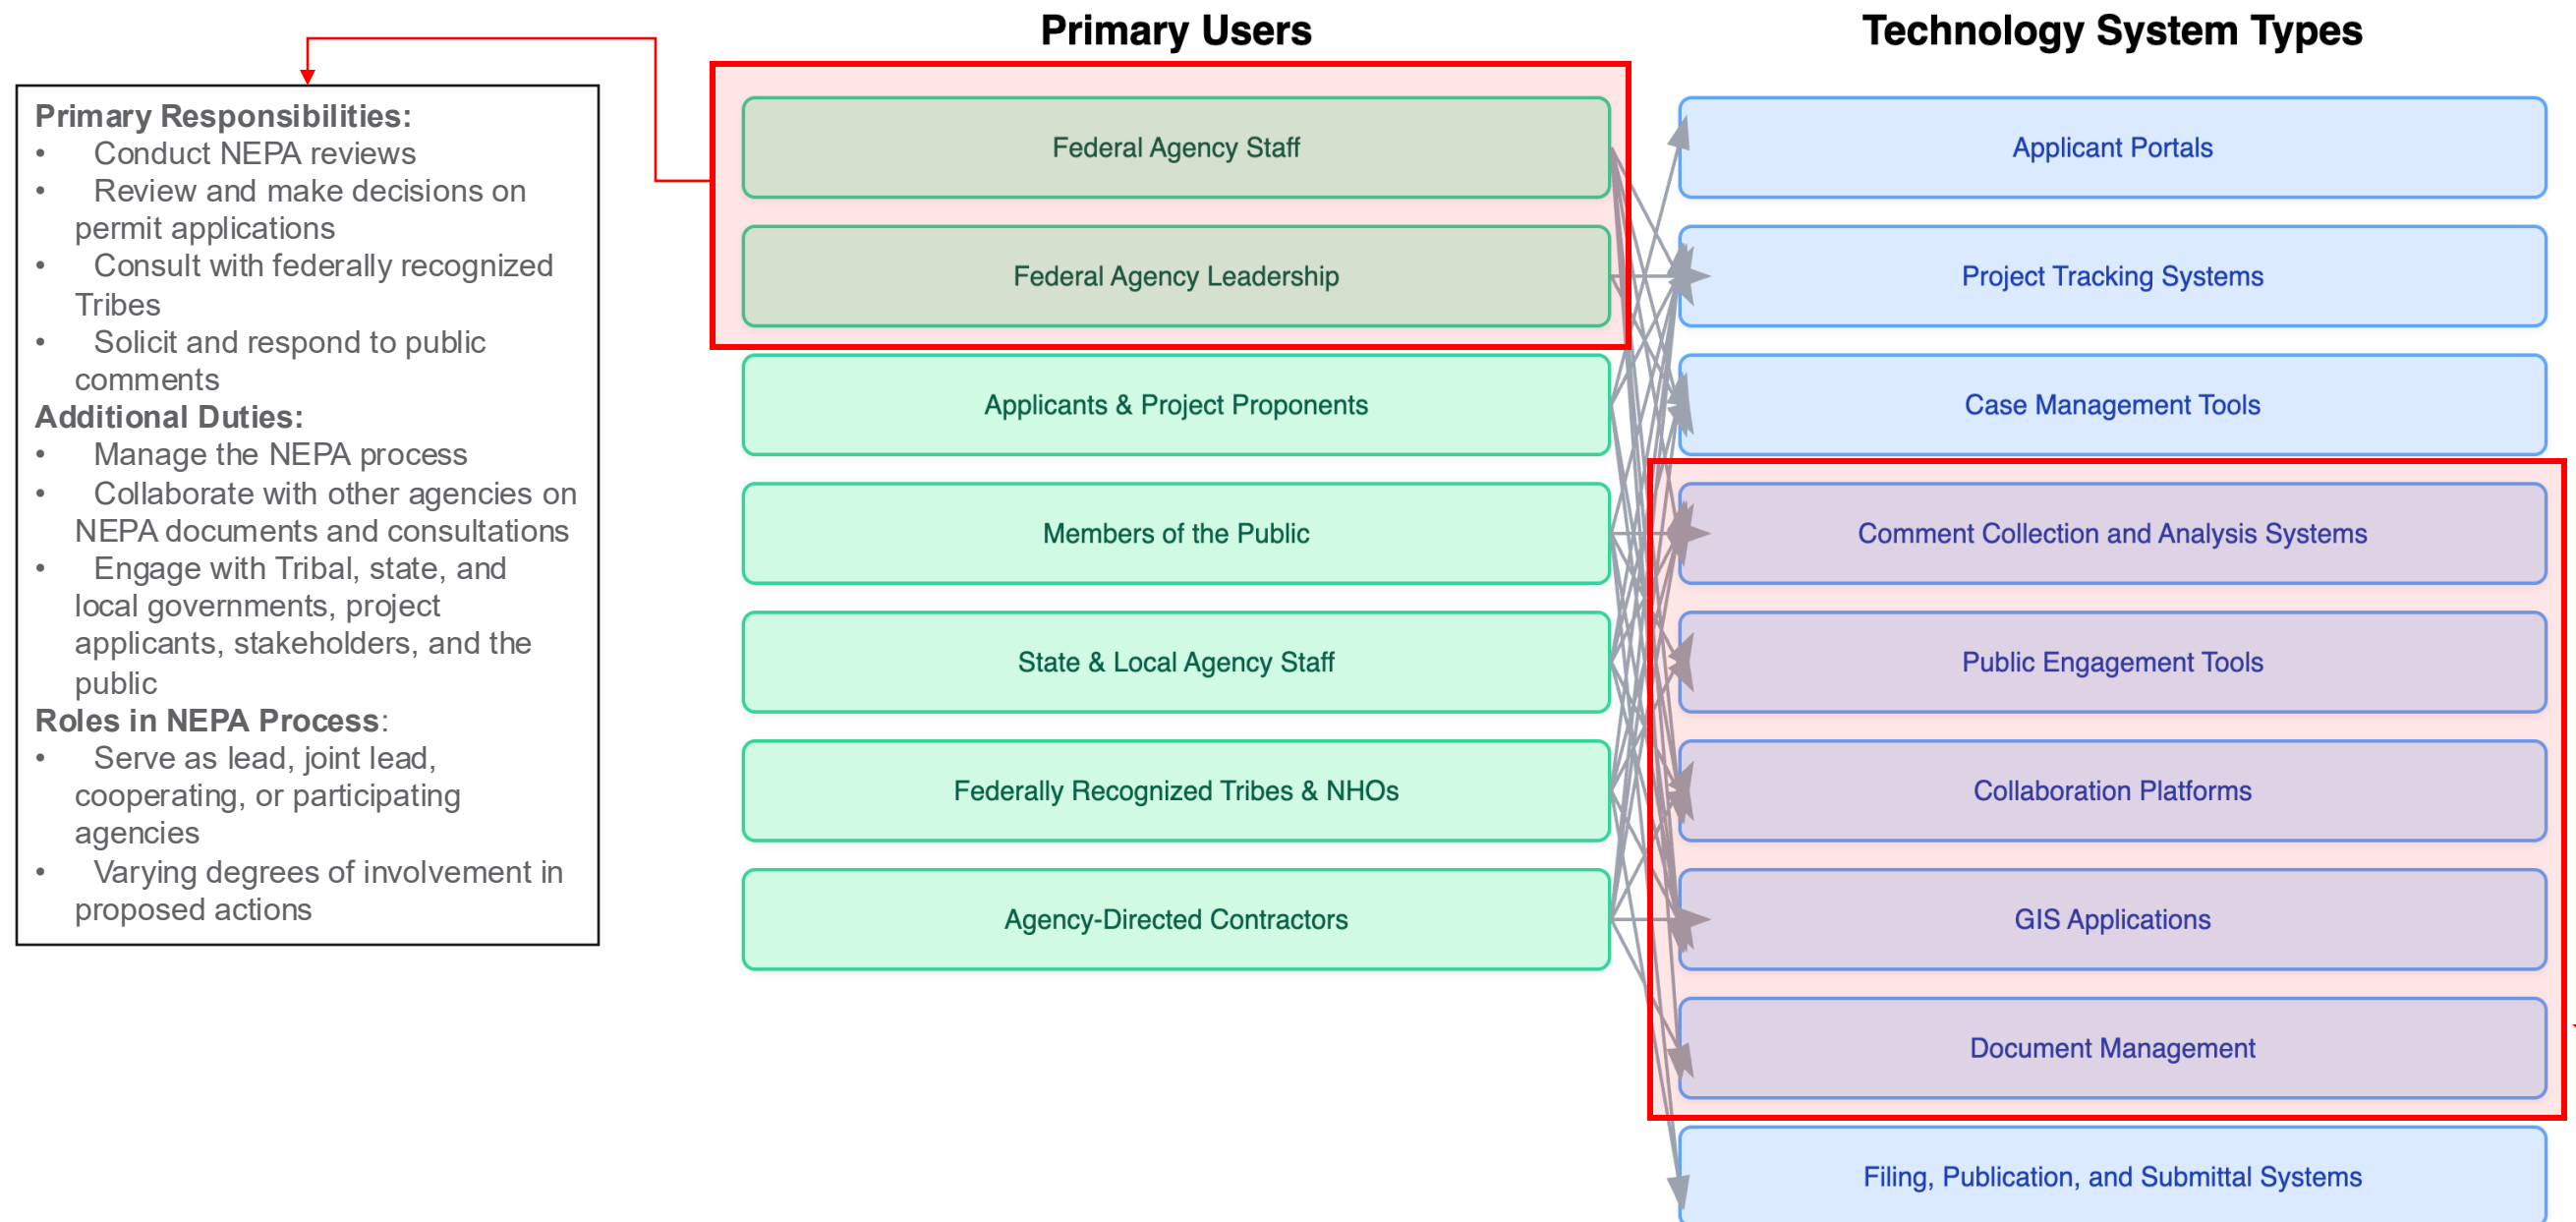 Primary Users
Technology System Types
Primary Responsibilities:
• Conduct NEPA reviews
• Review and make decisions on
permit applications
• Consult with federally recognized
Tribes
• Solicit and respond to public
comments
Additional Duties:
• Manage the NEPA process
• Collaborate with other agencies on
NEPA documents and consultations
• Engage with Tribal, state, and
local governments, project
applicants, stakeholders, and the
public
Roles in NEPA Process:
• Serve as lead, joint lead,
cooperating, or participating
agencies
• Varying degrees of involvement in
proposed actions
Federal Agency Staff
Federal Agency Leadership
Applicants & Project Proponents
Members of the Public
State & Local Agency Staff
Federally Recognized Tribes & NHOs
Agency-Directed Contractors
Applicant Portals
Project Tracking Systems
Case Management Tools
Comment Collection and Analysis Systems
Public Engagement Tools
Collaboration Platforms
GIS Applications
Document Management
Filing, Publication, and Submittal Systems